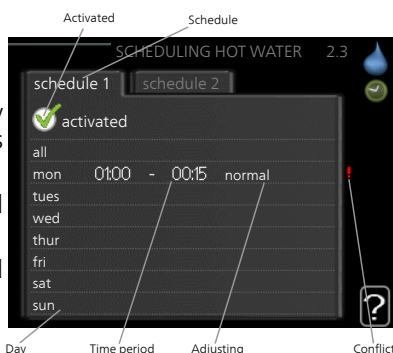 Activated Schedule
SCHEDULING HOT WATER 2.3
schedule 1 schedule 2
activated
all
mon 01:00 - 00:15 normal !
tues
wed
thur
fri
sat
sun
?
Day Time period Adjusting Conflict